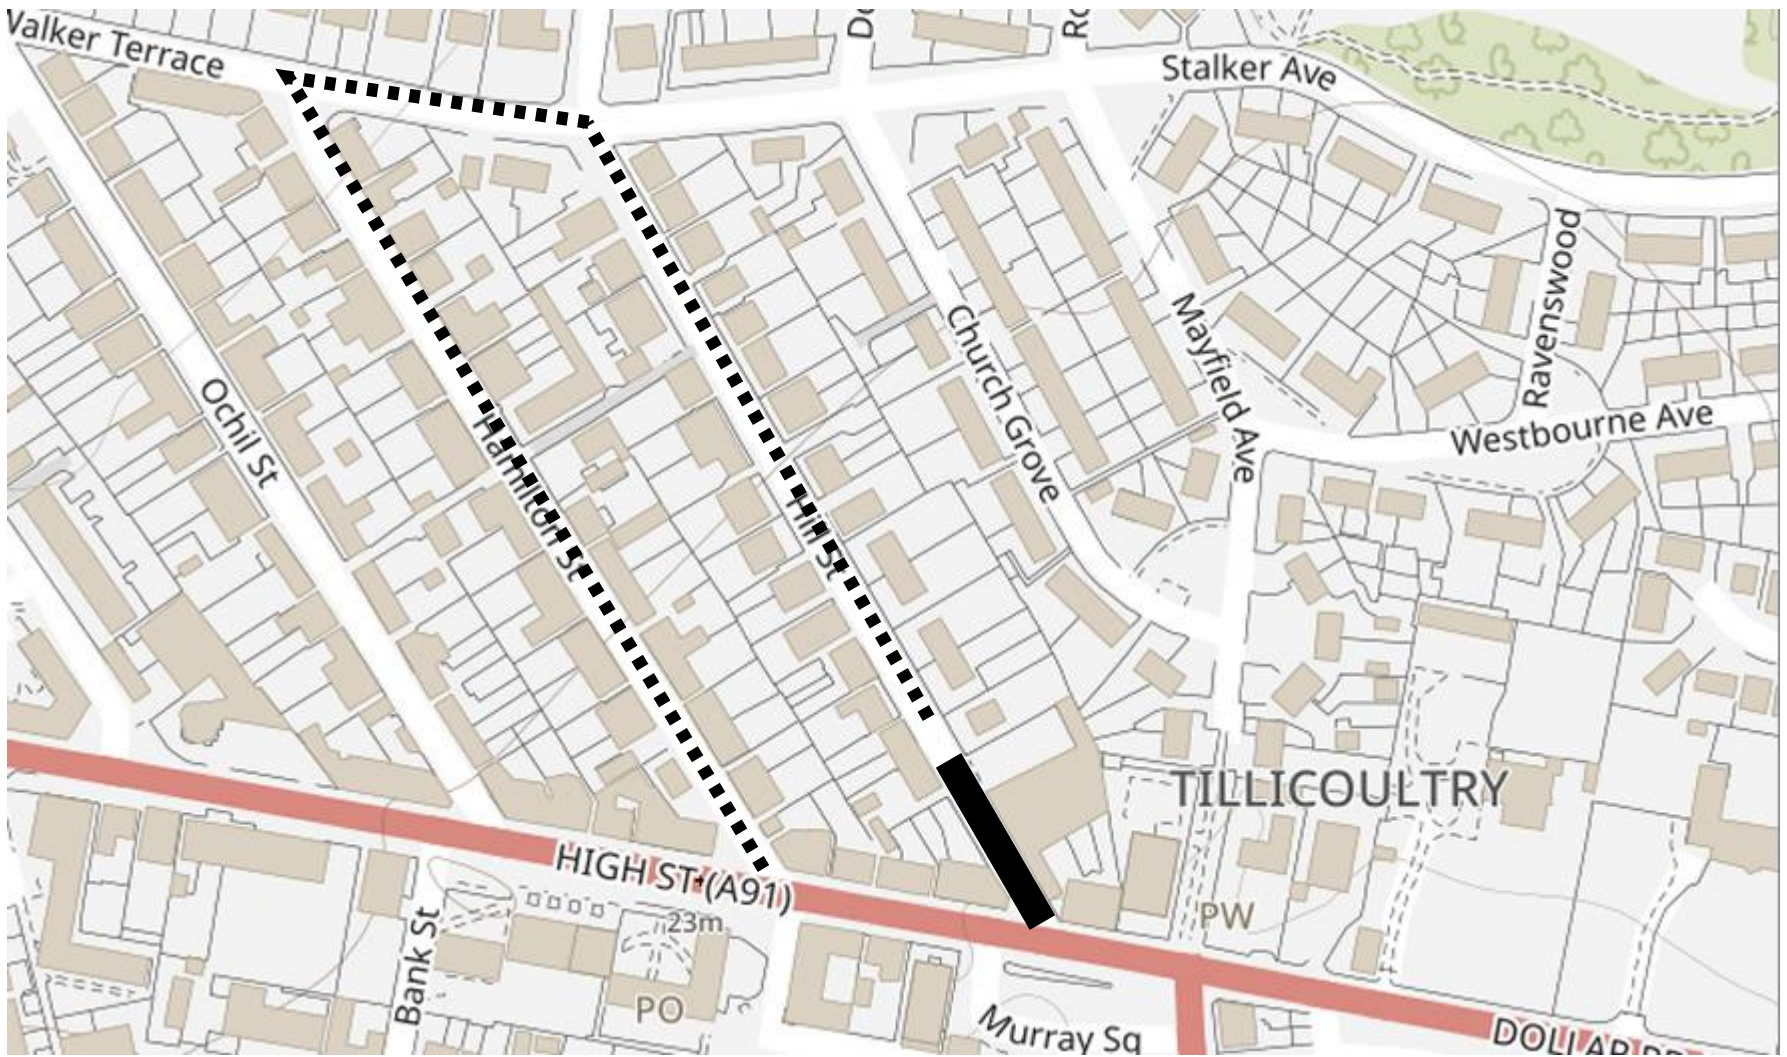 Walker Terrace
Stalker Ave
Ochil St
Hamilton St
Hill St
Church Grove
Mayfield Ave
Ravenswood
Westbourne Ave
TILLICOULTRY
HIGH ST (A91)
23m
PW
PO
Bank St
Murray Sq